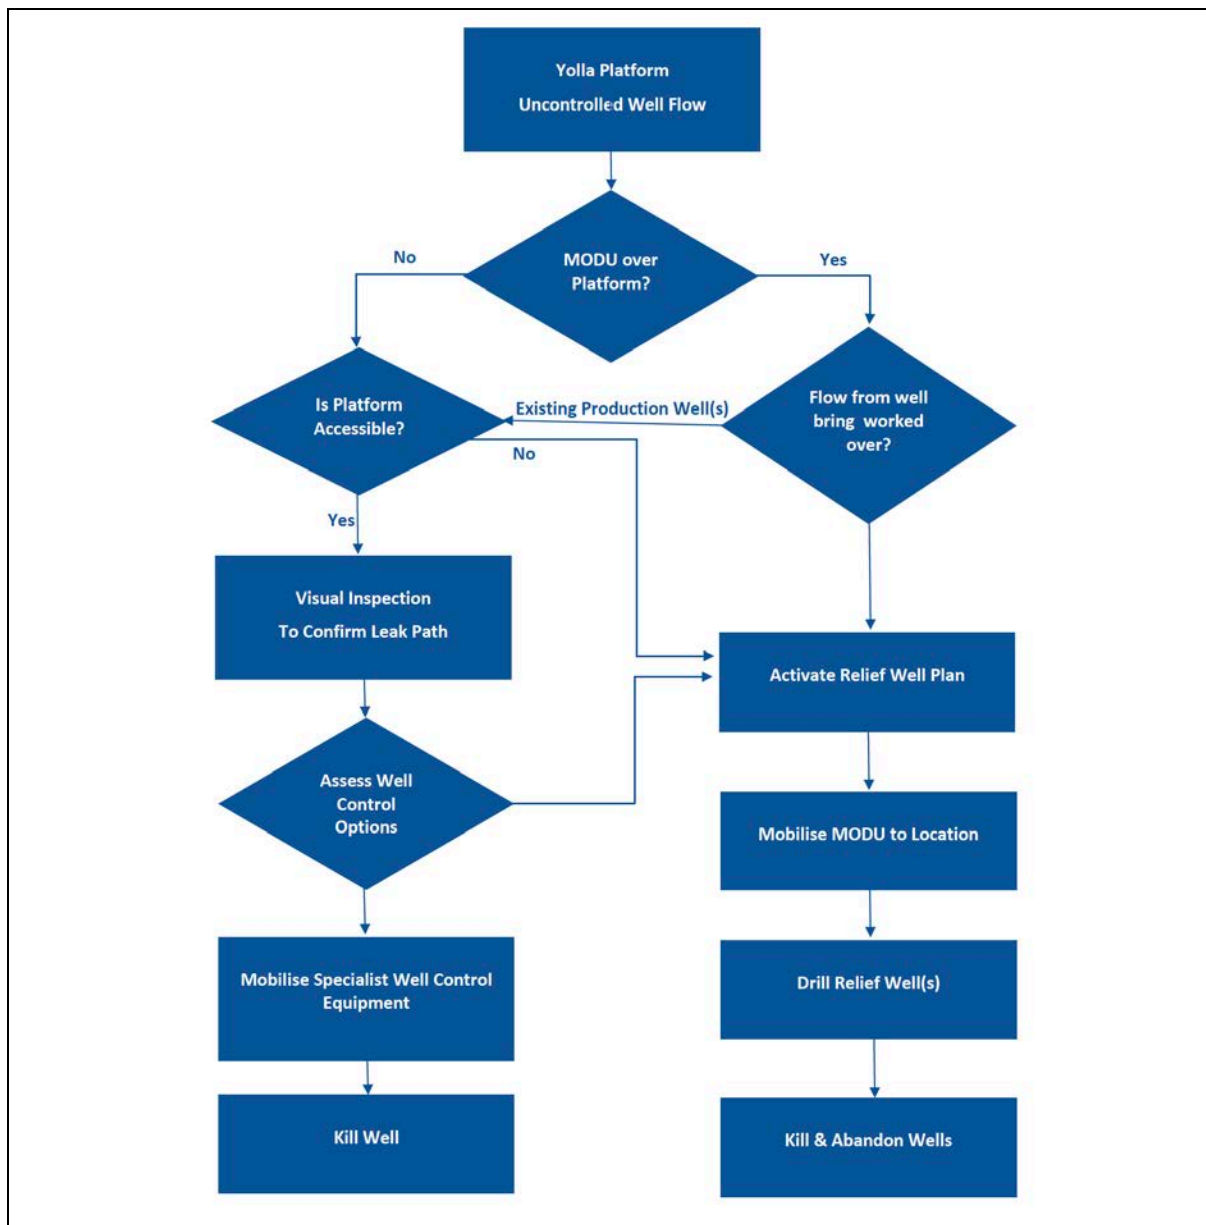 Yolla Platform
Uncontrolled Well Flow
MODU over
Platform?
No
Yes
Is Platform
Accessible?
Existing Production Well(s)
Flow from well
bring worked
over?
No
Yes
Visual Inspection
To Confirm Leak Path
Activate Relief Well Plan
Assess Well
Control
Options
Mobilise MODU to Location
Mobilise Specialist Well Control
Equipment
Drill Relief Well(s)
Kill Well
Kill & Abandon Wells